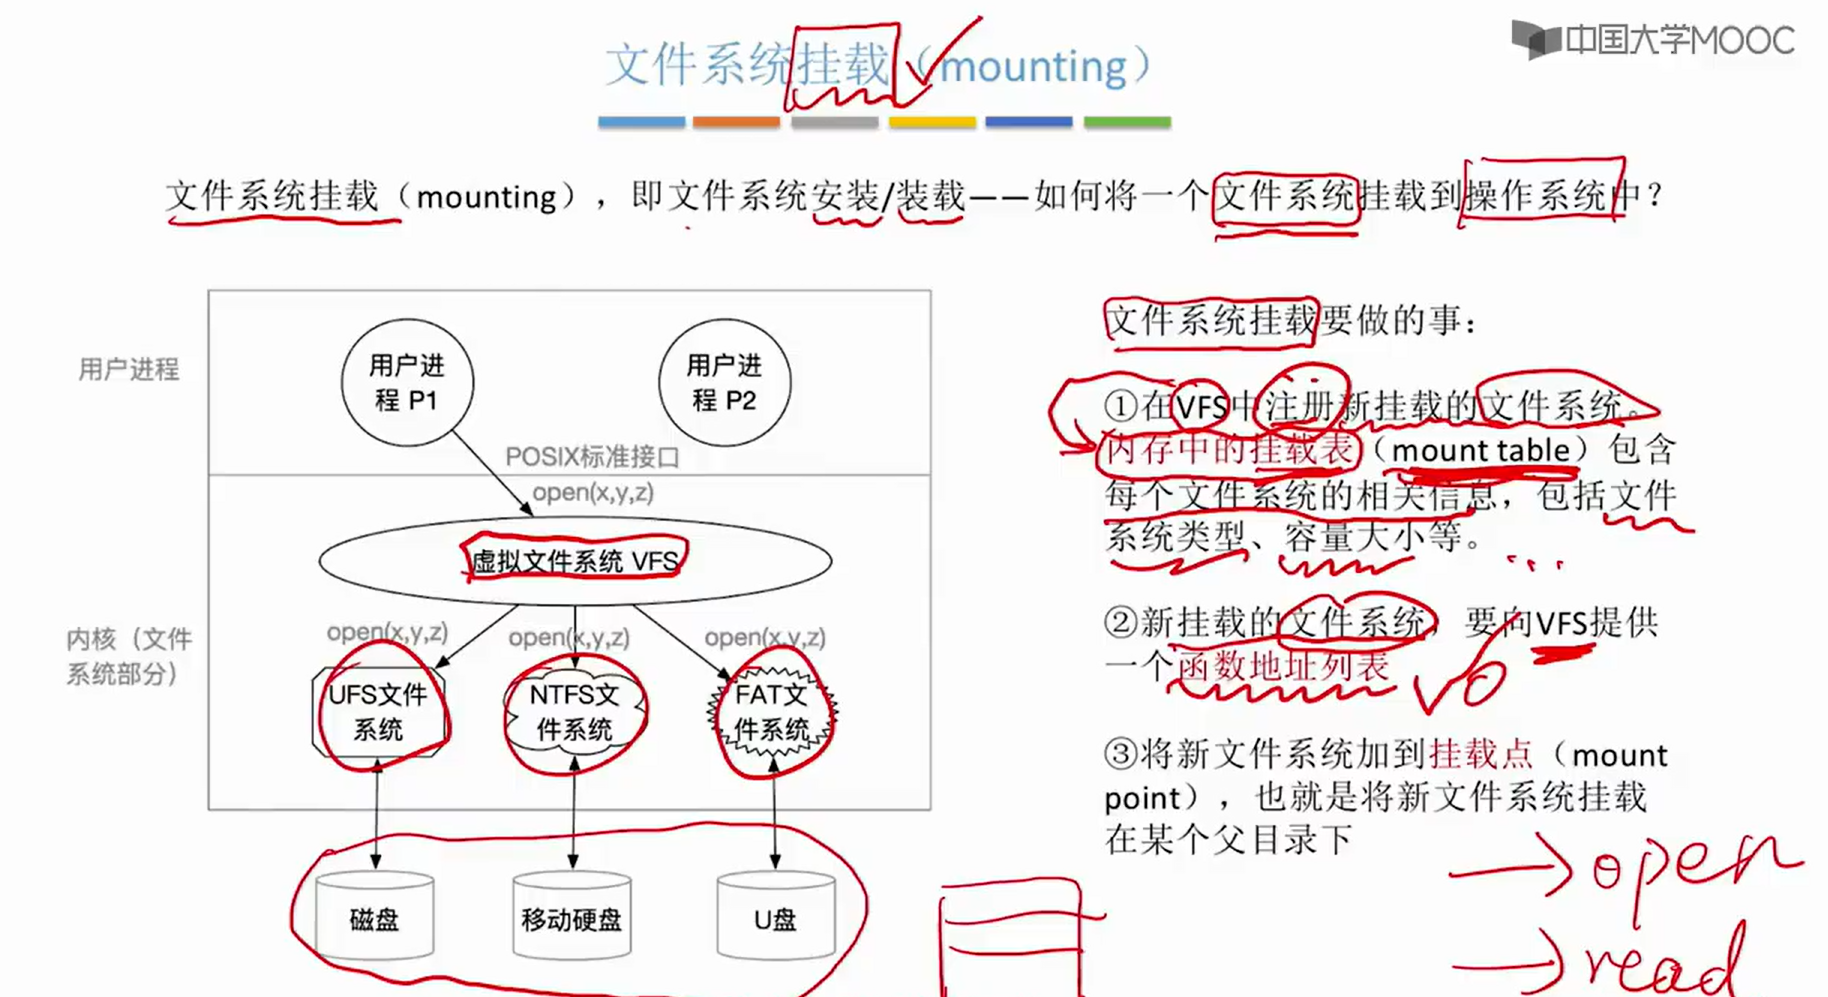 中国大学MOOC
文件系统挂载（mounting）
文件系统挂载（mounting），即文件系统安装/装载——如何将一个文件系统挂载到操作系统中？
用户进程
用户进
程 P1
用户进
程 P2
POSIX标准接口
open(x,y,z)
虚拟文件系统 VFS
内核（文件
系统部分）
open(x,y,z)
open(x,y,z)
open(x,y,z)
UFS文件
系统
NTFS文
件系统
FAT文
件系统
磁盘
移动硬盘
U盘
文件系统挂载要做的事：
①在VFS中注册新挂载的文件系统。
内存中的挂载表（mount table）包含
每个文件系统的相关信息，包括文件
系统类型、容量大小等。
②新挂载的文件系统，要向VFS提供
一个函数地址列表
③将新文件系统加到挂载点（mount
point），也就是将新文件系统挂载
在某个父目录下
open
read